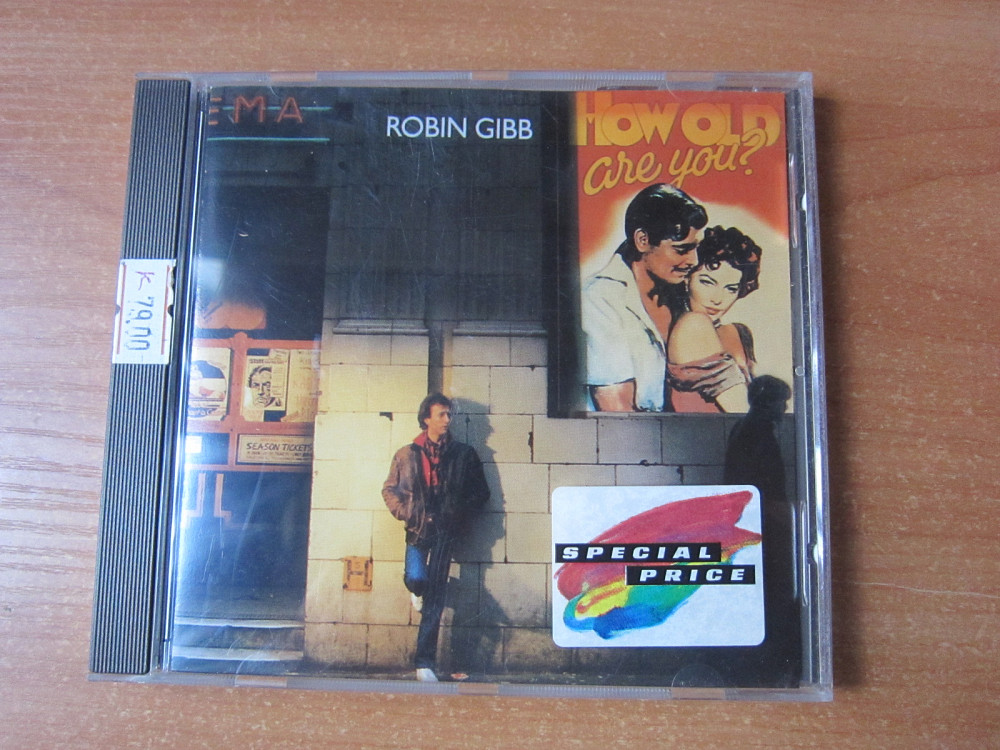 EMA
ROBIN GIBB
HOW OLD
are you?
K-79,00
SEASON TICKETS
SPECIAL
PRICE